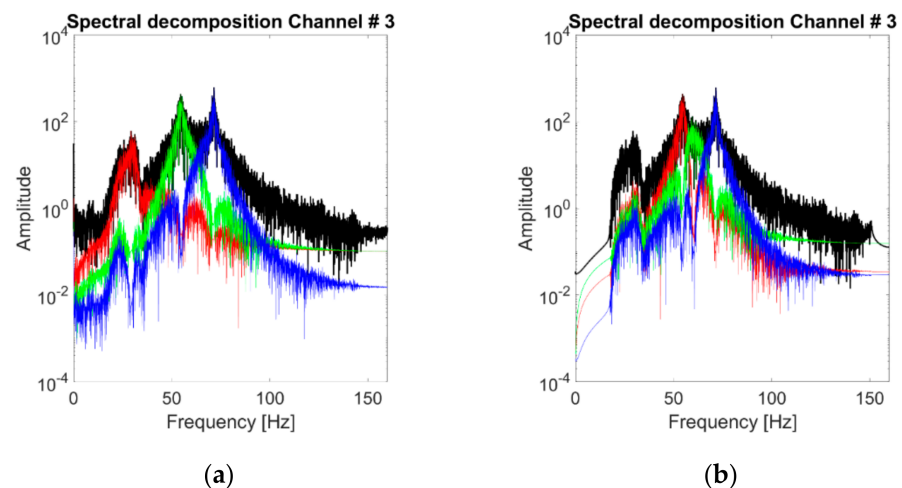 Spectral decomposition Channel # 3
10^4
10^2
10^0
10^-2
10^-4
Amplitude
0 50 100 150
Frequency [Hz]
(a)
Spectral decomposition Channel # 3
10^4
10^2
10^0
10^-2
10^-4
Amplitude
0 50 100 150
Frequency [Hz]
(b)